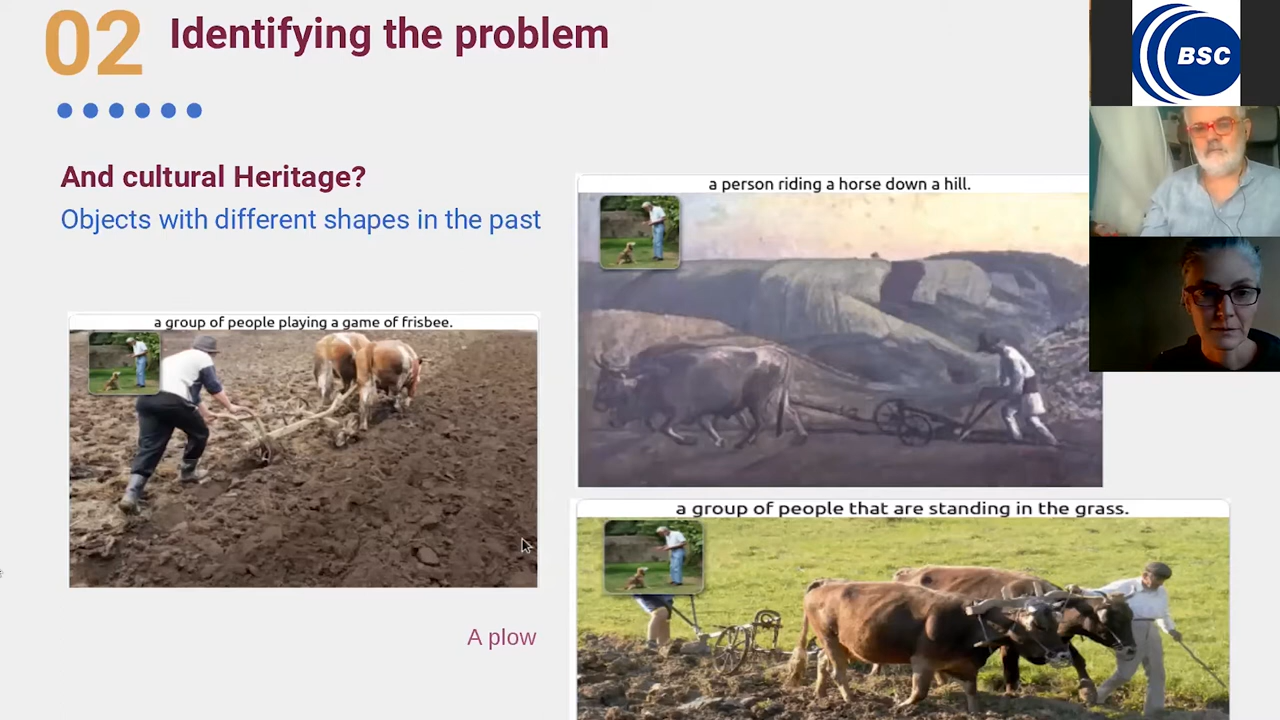 02 Identifying the problem
BSC
And cultural Heritage?
Objects with different shapes in the past
a person riding a horse down a hill.
a group of people playing a game of frisbee.
a group of people that are standing in the grass.
A plow